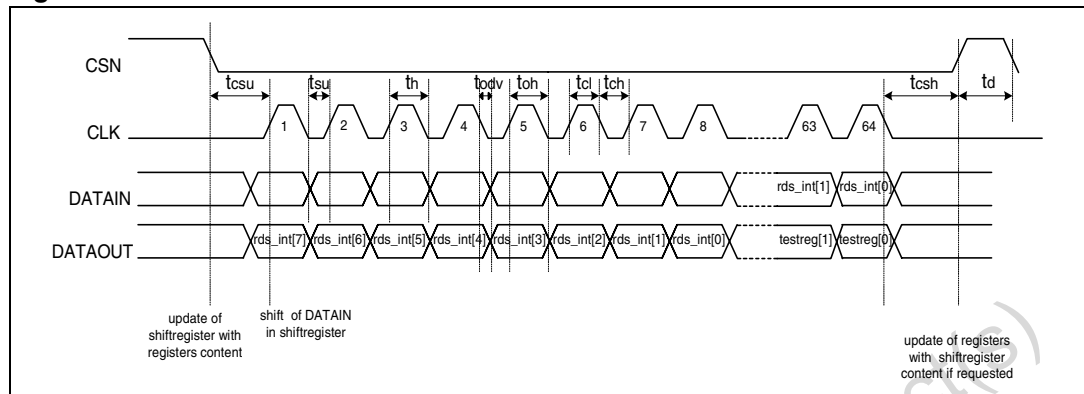 CSN
tcsu
tsu
th
todv
toh
tcl
tch
tcsh
td
CLK
1
2
3
4
5
6
7
8
63
64
DATAIN
rds_int[1]
rds_int[0]
DATAOUT
rds_int[7]
rds_int[6]
rds_int[5]
rds_int[4]
rds_int[3]
rds_int[2]
rds_int[1]
rds_int[0]
testreg[1]
testreg[0]
update of
shiftregister with
registers content
shift of DATAIN
in shiftregister
update of registers
with shiftregister
content if requested
ct(s)